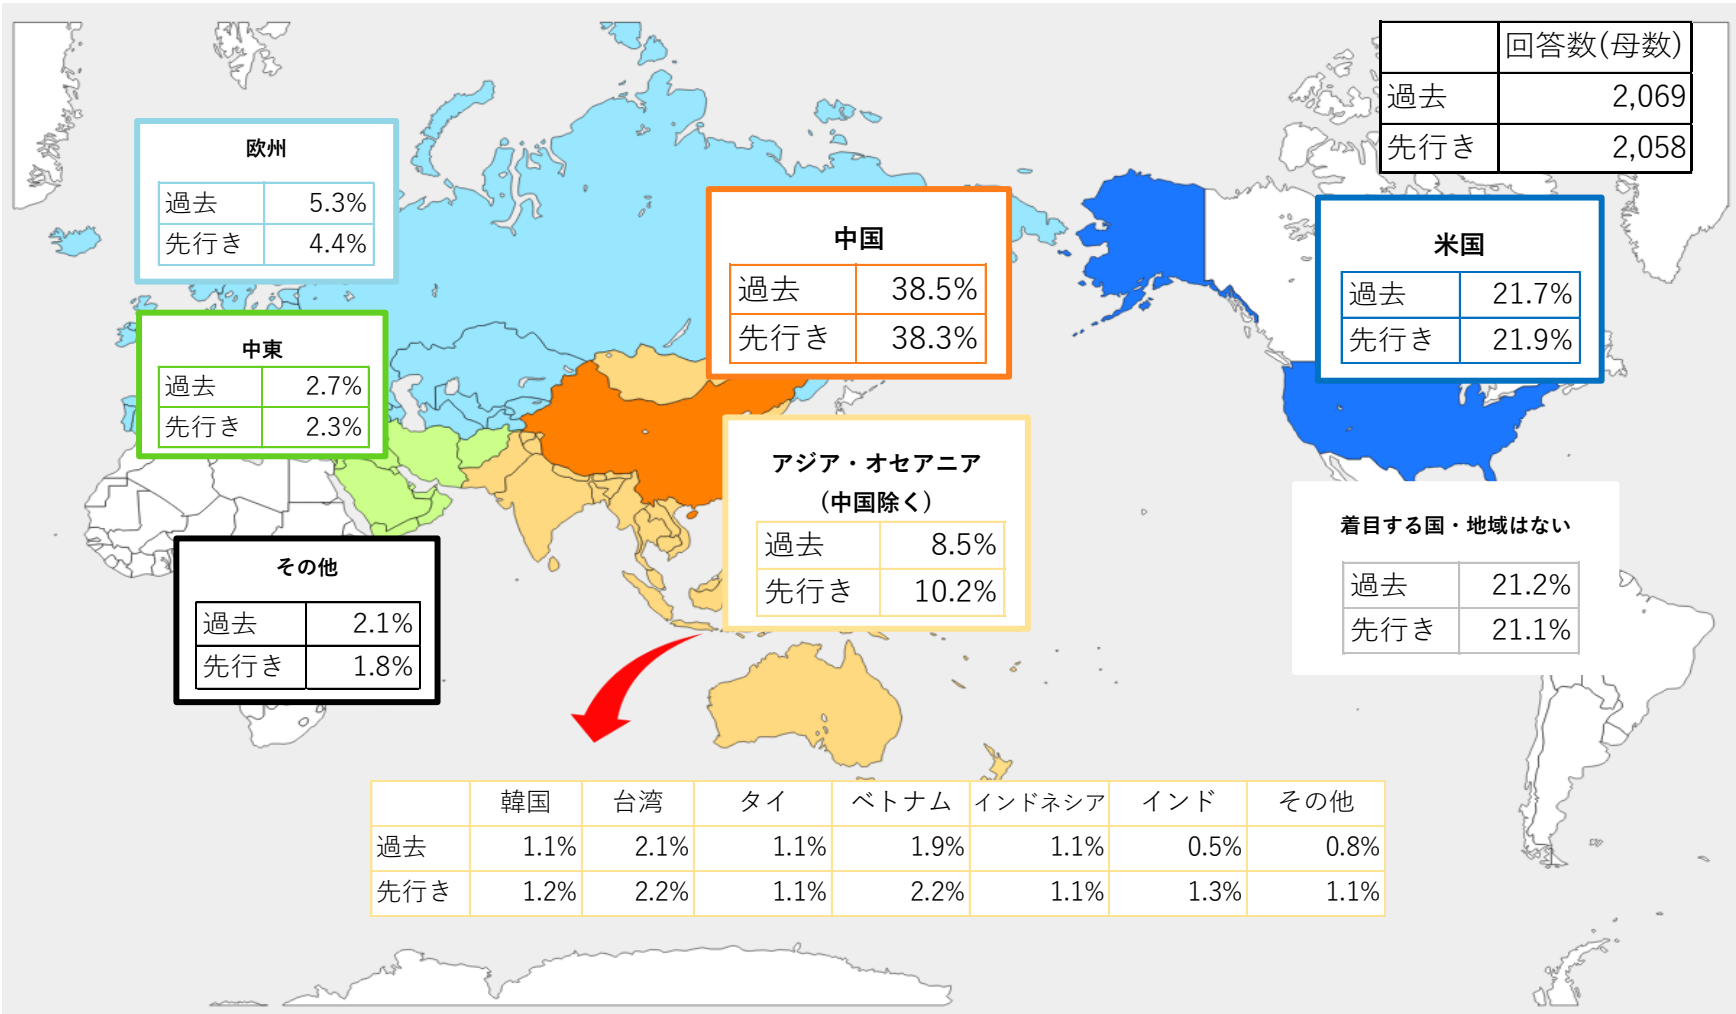 回答数(母数)
過去 2,069
先行き 2,058
欧州
過去 5.3%
先行き 4.4%
中国
過去 38.5%
先行き 38.3%
米国
過去 21.7%
先行き 21.9%
中東
過去 2.7%
先行き 2.3%
アジア・オセアニア
（中国除く）
過去 8.5%
先行き 10.2%
着目する国・地域はない
過去 21.2%
先行き 21.1%
その他
過去 2.1%
先行き 1.8%
韓国 台湾 タイ ベトナム インドネシア インド その他
過去 1.1% 2.1% 1.1% 1.9% 1.1% 0.5% 0.8%
先行き 1.2% 2.2% 1.1% 2.2% 1.1% 1.3% 1.1%